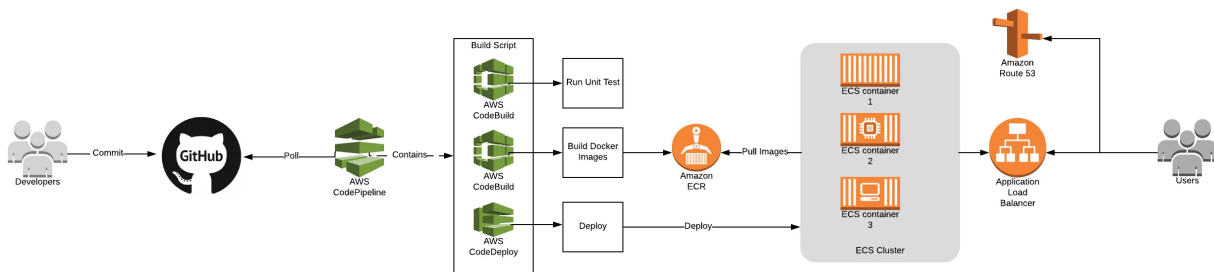 Developers
Commit
GitHub
Poll
AWS
CodePipeline
Contains
Build Script
AWS
CodeBuild
Run Unit Test
AWS
CodeBuild
Build Docker
Images
AWS
CodeDeploy
Deploy
Amazon
ECR
Pull Images
Deploy
ECS container
1
ECS container
2
ECS container
3
ECS Cluster
Amazon
Route 53
Application
Load
Balancer
Users